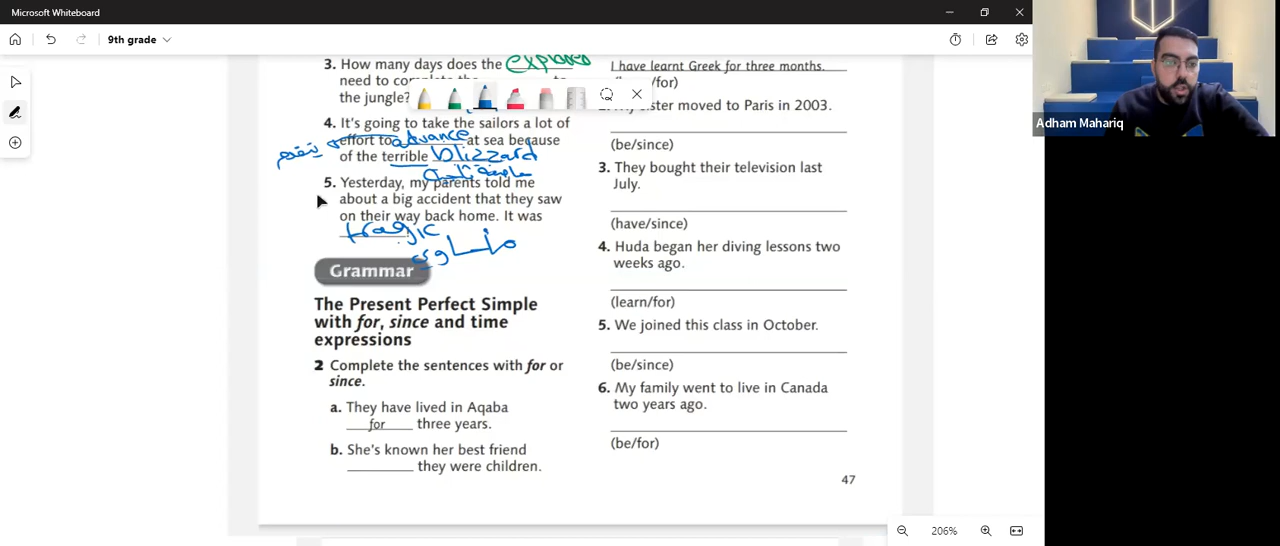 Microsoft Whiteboard
9th grade
3. How many days does the explores
need to
the jungle?
4. It's going to take the sailors a lot of
effort to advance at sea because
تقدم
of the terrible blizzard
5. Yesterday, my parents told me
about a big accident that they saw
on their way back home. It was
tragic
مأساوي
Grammar
The Present Perfect Simple
with for, since and time
expressions
2 Complete the sentences with for or
since.
a. They have lived in Aqaba
for three years.
b. She's known her best friend
they were children.
I have learnt Greek for three months.
/for)
sister moved to Paris in 2003.
(be/since)
3. They bought their television last
July.
(have/since)
4. Huda began her diving lessons two
weeks ago.
(learn/for)
5. We joined this class in October.
(be/since)
6. My family went to live in Canada
two years ago.
(be/for)
47
206%
Adham Mahariq